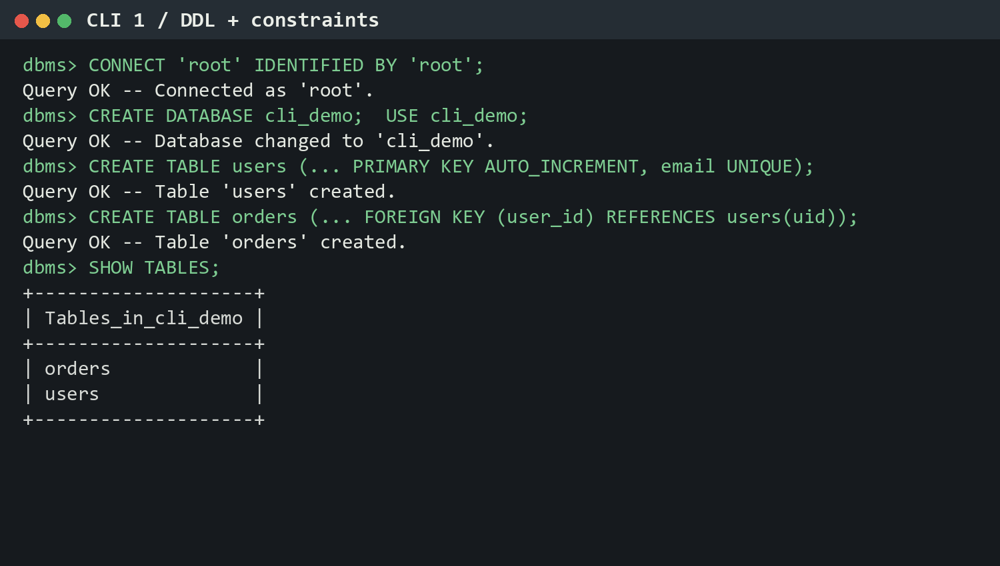 CLI 1 / DDL + constraints
dbms> CONNECT 'root' IDENTIFIED BY 'root';
Query OK -- Connected as 'root'.
dbms> CREATE DATABASE cli_demo;  USE cli_demo;
Query OK -- Database changed to 'cli_demo'.
dbms> CREATE TABLE users (... PRIMARY KEY AUTO_INCREMENT, email UNIQUE);
Query OK -- Table 'users' created.
dbms> CREATE TABLE orders (... FOREIGN KEY (user_id) REFERENCES users(uid));
Query OK -- Table 'orders' created.
dbms> SHOW TABLES;
+--------------------+
| Tables_in_cli_demo |
+--------------------+
| orders             |
| users              |
+--------------------+